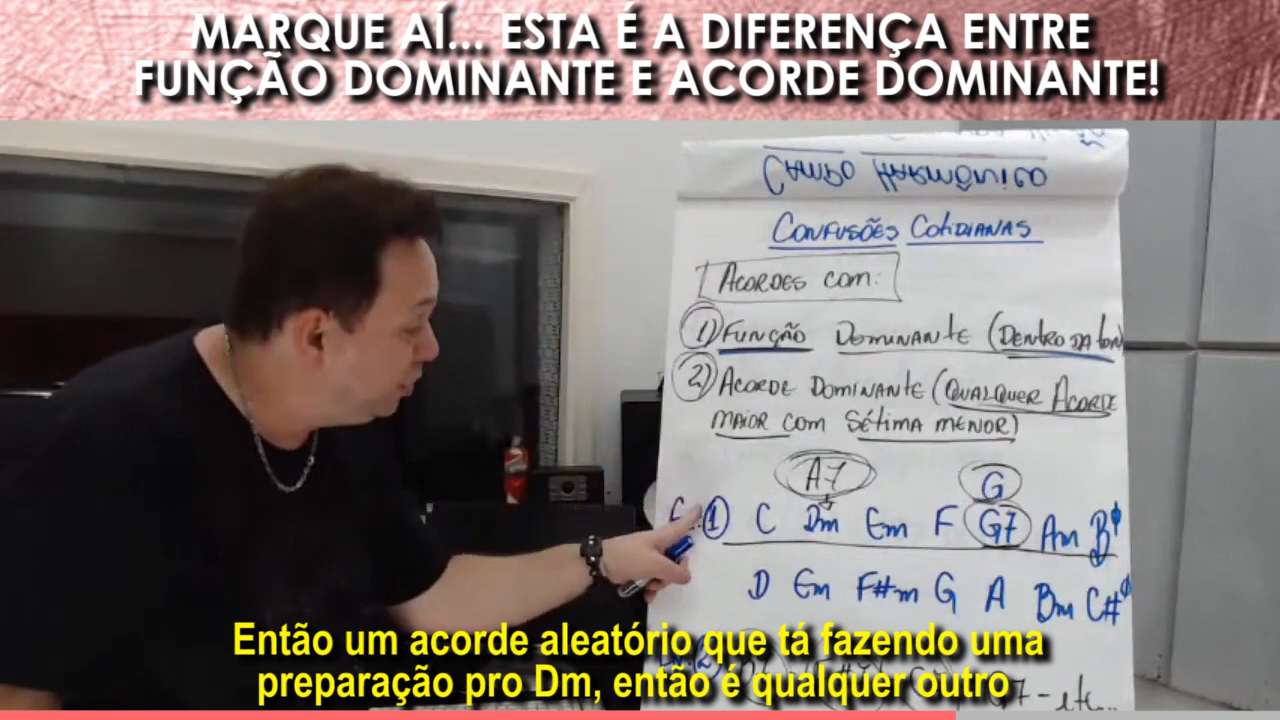 MARQUE AÍ... ESTA É A DIFERENÇA ENTRE
FUNÇÃO DOMINANTE E ACORDE DOMINANTE!
CAMPO HARMÔNICO
CONFUSÕES COTIDIANAS
ACORDES COM:
1) FUNÇÃO DOMINANTE (DENTRO DA tom)
2) ACORDE DOMINANTE (QUALQUER ACORDE
MAIOR COM SÉTIMA MENOR)
A7 G
1) C Dm Em F G7 Am Bø
D Em F#m G A Bm C#ø
Então um acorde aleatório que tá fazendo uma
preparação pro Dm, então é qualquer outro